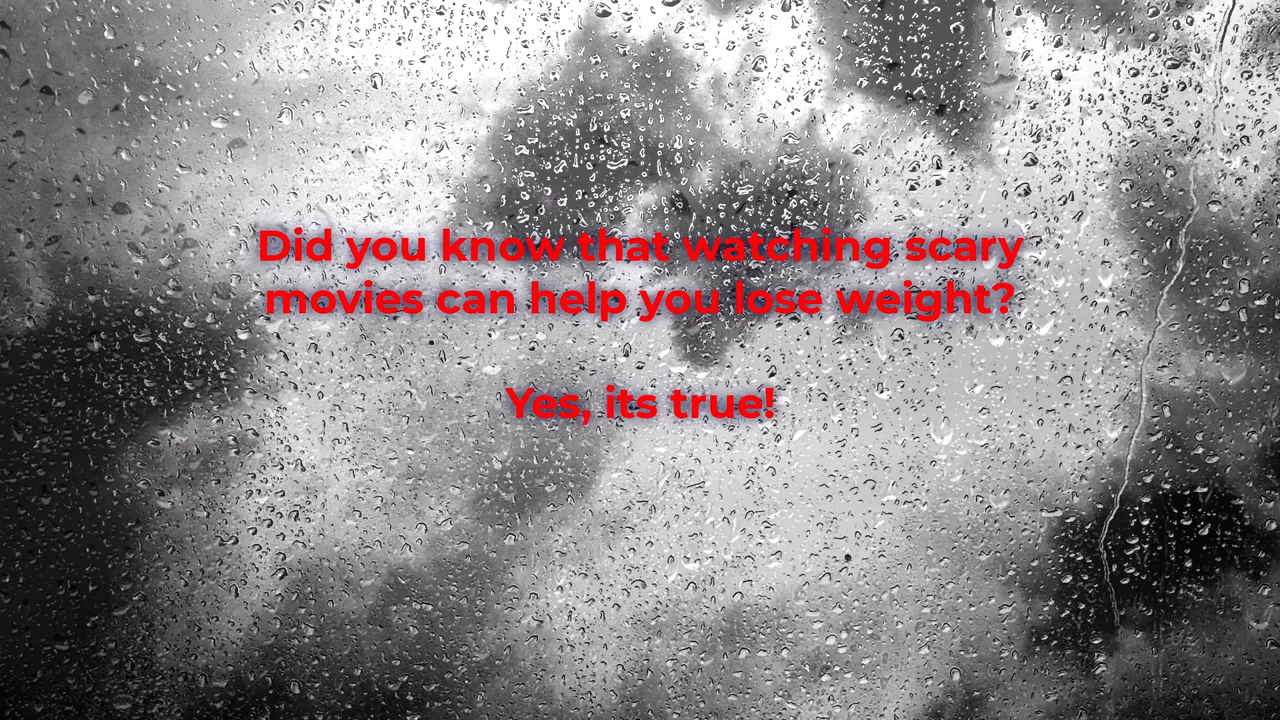 Did you know that watching scary
movies can help you lose weight?
Yes, its true!